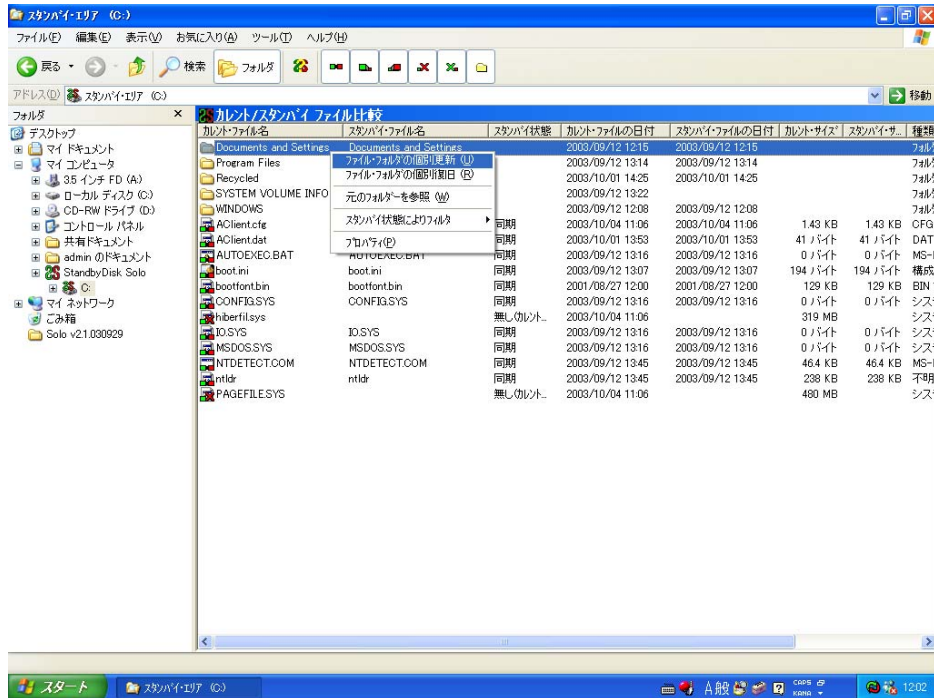 スタンバイ・エリア (C:)
ファイル(F) 編集(E) 表示(V) お気に入り(A) ツール(T) ヘルプ(H)
戻る 検索 フォルダ
アドレス(D) スタンバイ・エリア (C:) 移動
フォルダ ×
デスクトップ
マイ ドキュメント
マイ コンピュータ
3.5 インチ FD (A:)
ローカル ディスク (C:)
CD-RW ドライブ (D:)
コントロール パネル
共有ドキュメント
admin のドキュメント
StandbyDisk Solo
C:
マイ ネットワーク
ごみ箱
Solo v2.1.030929
カレント/スタンバイ ファイル比較
カレント・ファイル名 スタンバイ・ファイル名 スタンバイ状態 カレント・ファイルの日付 スタンバイ・ファイルの日付 カレント・サイズ スタンバイ・サ... 種類
Documents and Settings Documents and Settings 2003/09/12 12:15 2003/09/12 12:15
Program Files 2003/09/12 13:14 2003/09/12 13:14
Recycled 2003/10/01 14:25 2003/10/01 14:25
SYSTEM VOLUME INFO 2003/09/12 13:22
WINDOWS 2003/09/12 12:08 2003/09/12 12:08
AClient.cfg 同期 2003/10/04 11:06 2003/10/04 11:06 1.43 KB 1.43 KB CFG
AClient.dat 同期 2003/10/01 13:53 2003/10/01 13:53 41 バイト 41 バイト DAT
AUTOEXEC.BAT AUTOEXEC.BAT 同期 2003/09/12 13:16 2003/09/12 13:16 0 バイト 0 バイト MS-
boot.ini boot.ini 同期 2003/09/12 13:07 2003/09/12 13:07 194 バイト 194 バイト 構成
bootfont.bin bootfont.bin 同期 2001/08/27 12:00 2001/08/27 12:00 129 KB 129 KB BIN
CONFIG.SYS CONFIG.SYS 同期 2003/09/12 13:16 2003/09/12 13:16 0 バイト 0 バイト シス
hiberfil.sys 無し(カレント... 2003/10/04 11:06 319 MB シス
IO.SYS IO.SYS 同期 2003/09/12 13:16 2003/09/12 13:16 0 バイト 0 バイト シス
MSDOS.SYS MSDOS.SYS 同期 2003/09/12 13:16 2003/09/12 13:16 0 バイト 0 バイト シス
NTDETECT.COM NTDETECT.COM 同期 2003/09/12 13:45 2003/09/12 13:45 46.4 KB 46.4 KB MS-
ntldr ntldr 同期 2003/09/12 13:45 2003/09/12 13:45 238 KB 238 KB 不明
PAGEFILE.SYS 無し(カレント... 2003/10/04 11:06 480 MB シス
ファイル・フォルダの個別更新 (U)
ファイル・フォルダの個別復旧 (R)
元のフォルダーを参照 (W)
スタンバイ状態によりフィルタ
プロパティ(P)
スタート スタンバイ・エリア (C:) A 般 CAPS KANA 12:02